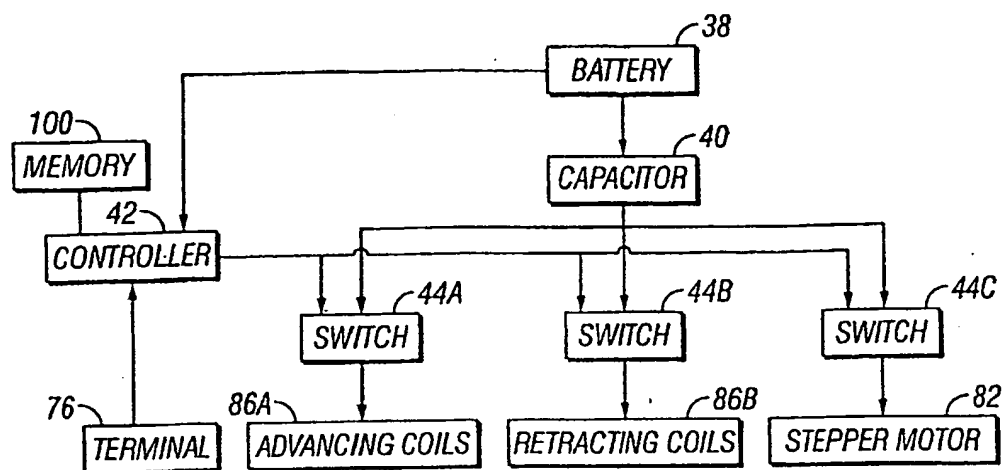 38
BATTERY
100
MEMORY
40
CAPACITOR
42
CONTROLLER
44A
SWITCH
44B
SWITCH
44C
SWITCH
76
TERMINAL
86A
ADVANCING COILS
86B
RETRACTING COILS
82
STEPPER MOTOR